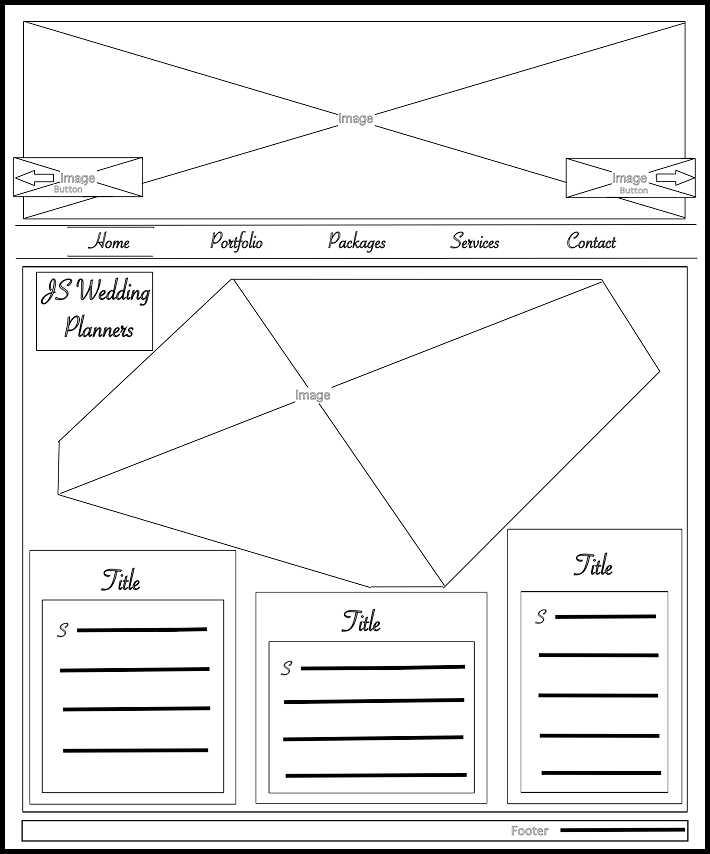 Image
Image
Button
Image
Button
Home Portfolio Packages Services Contact
JS Wedding
Planners
Image
Title
S
Title
S
Title
S
Footer